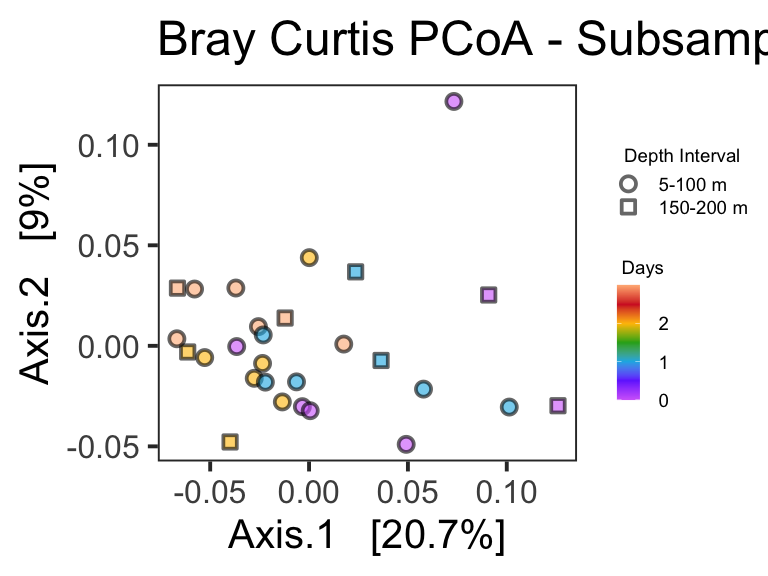 Bray Curtis PCoA - Subsamp
0.10
0.05
0.00
-0.05
Axis.2 [9%]
-0.05 0.00 0.05 0.10
Axis.1 [20.7%]
Depth Interval
5-100 m
150-200 m
Days
2
1
0